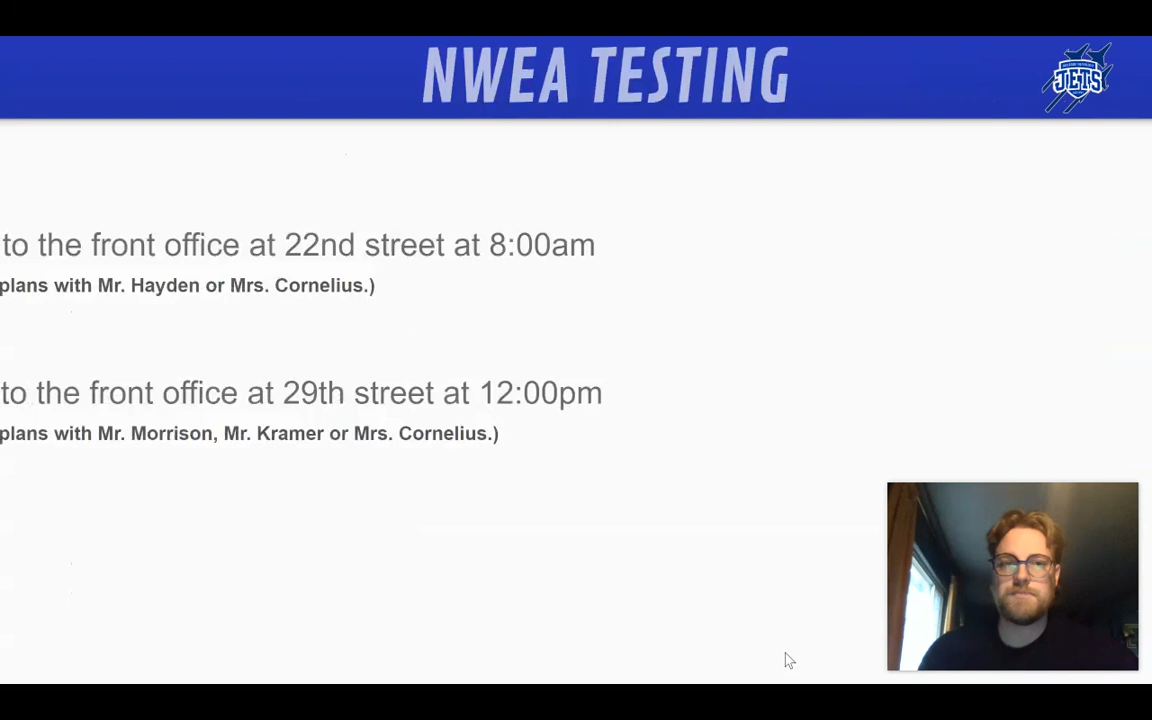 NWEA TESTING
JETS
to the front office at 22nd street at 8:00am
plans with Mr. Hayden or Mrs. Cornelius.)
to the front office at 29th street at 12:00pm
plans with Mr. Morrison, Mr. Kramer or Mrs. Cornelius.)